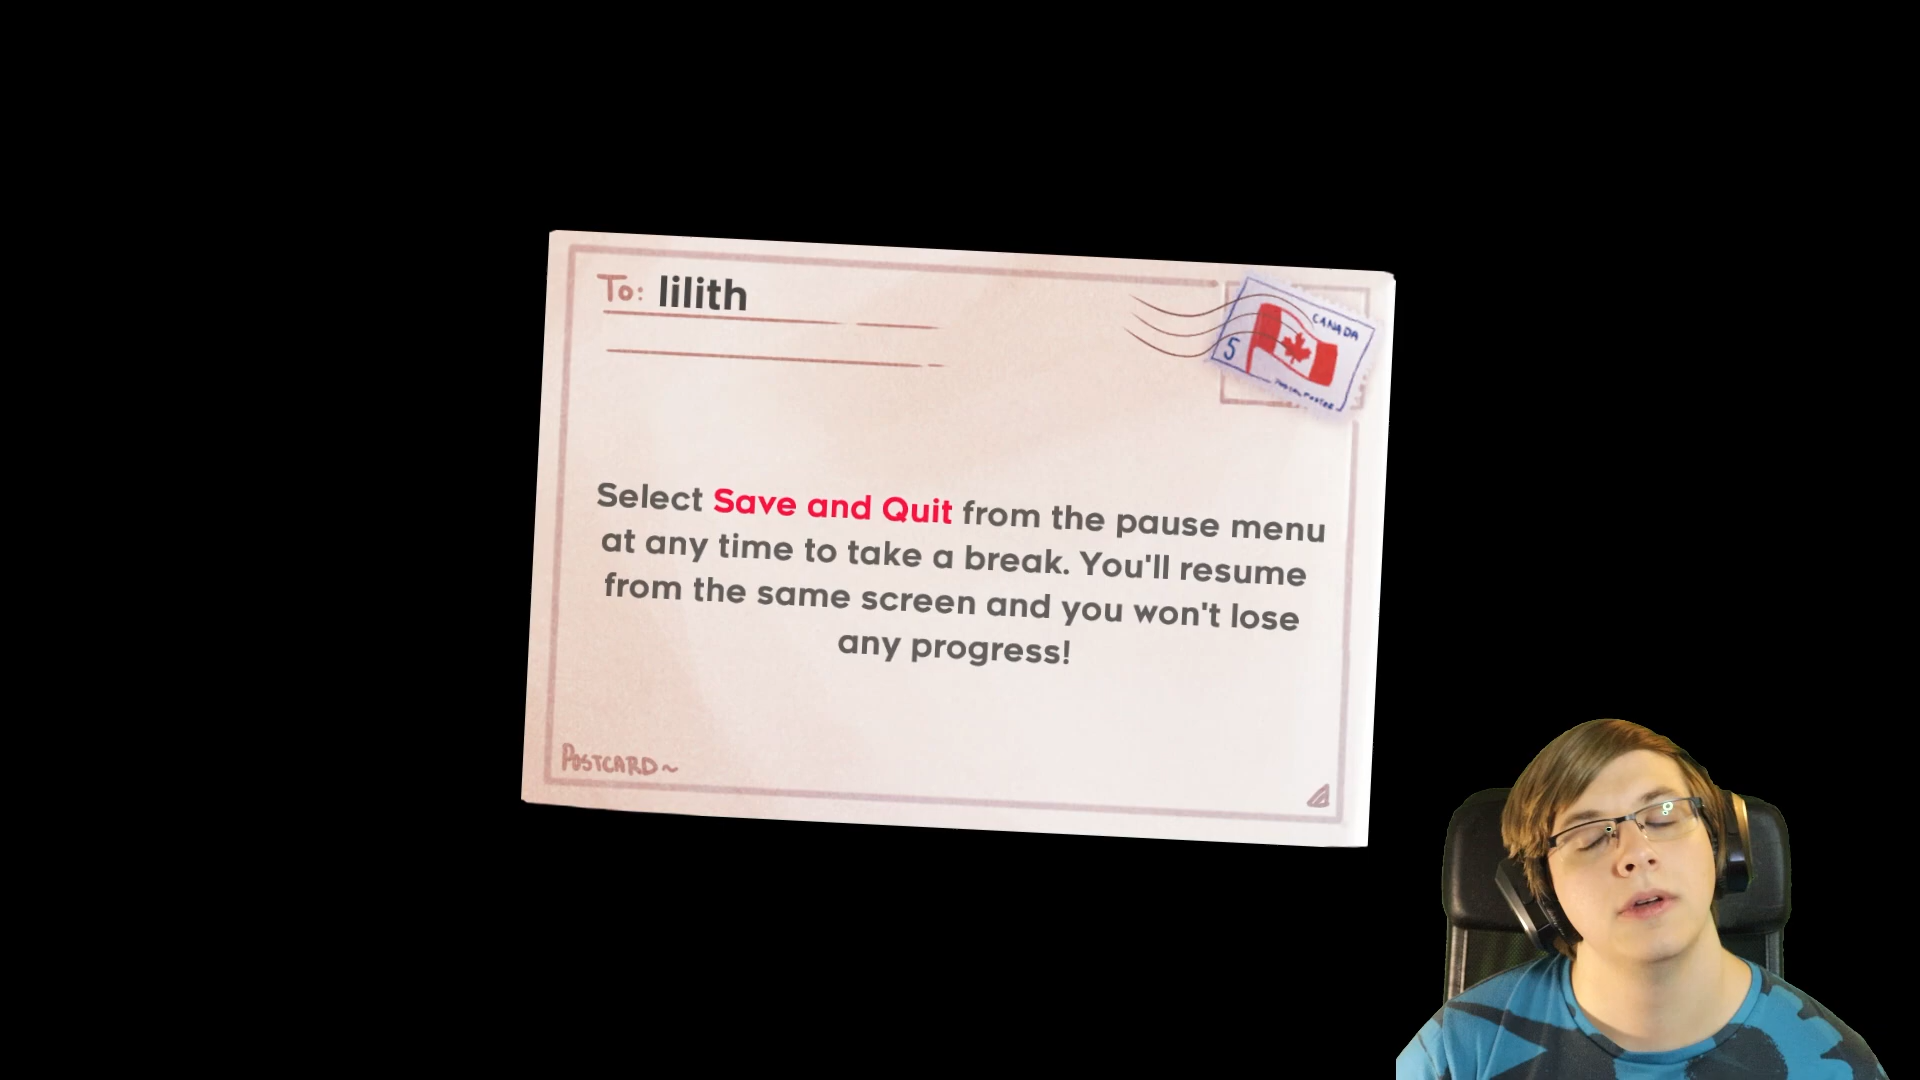 To: lilith
CANADA
5
Select Save and Quit from the pause menu
at any time to take a break. You'll resume
from the same screen and you won't lose
any progress!
POSTCARD~